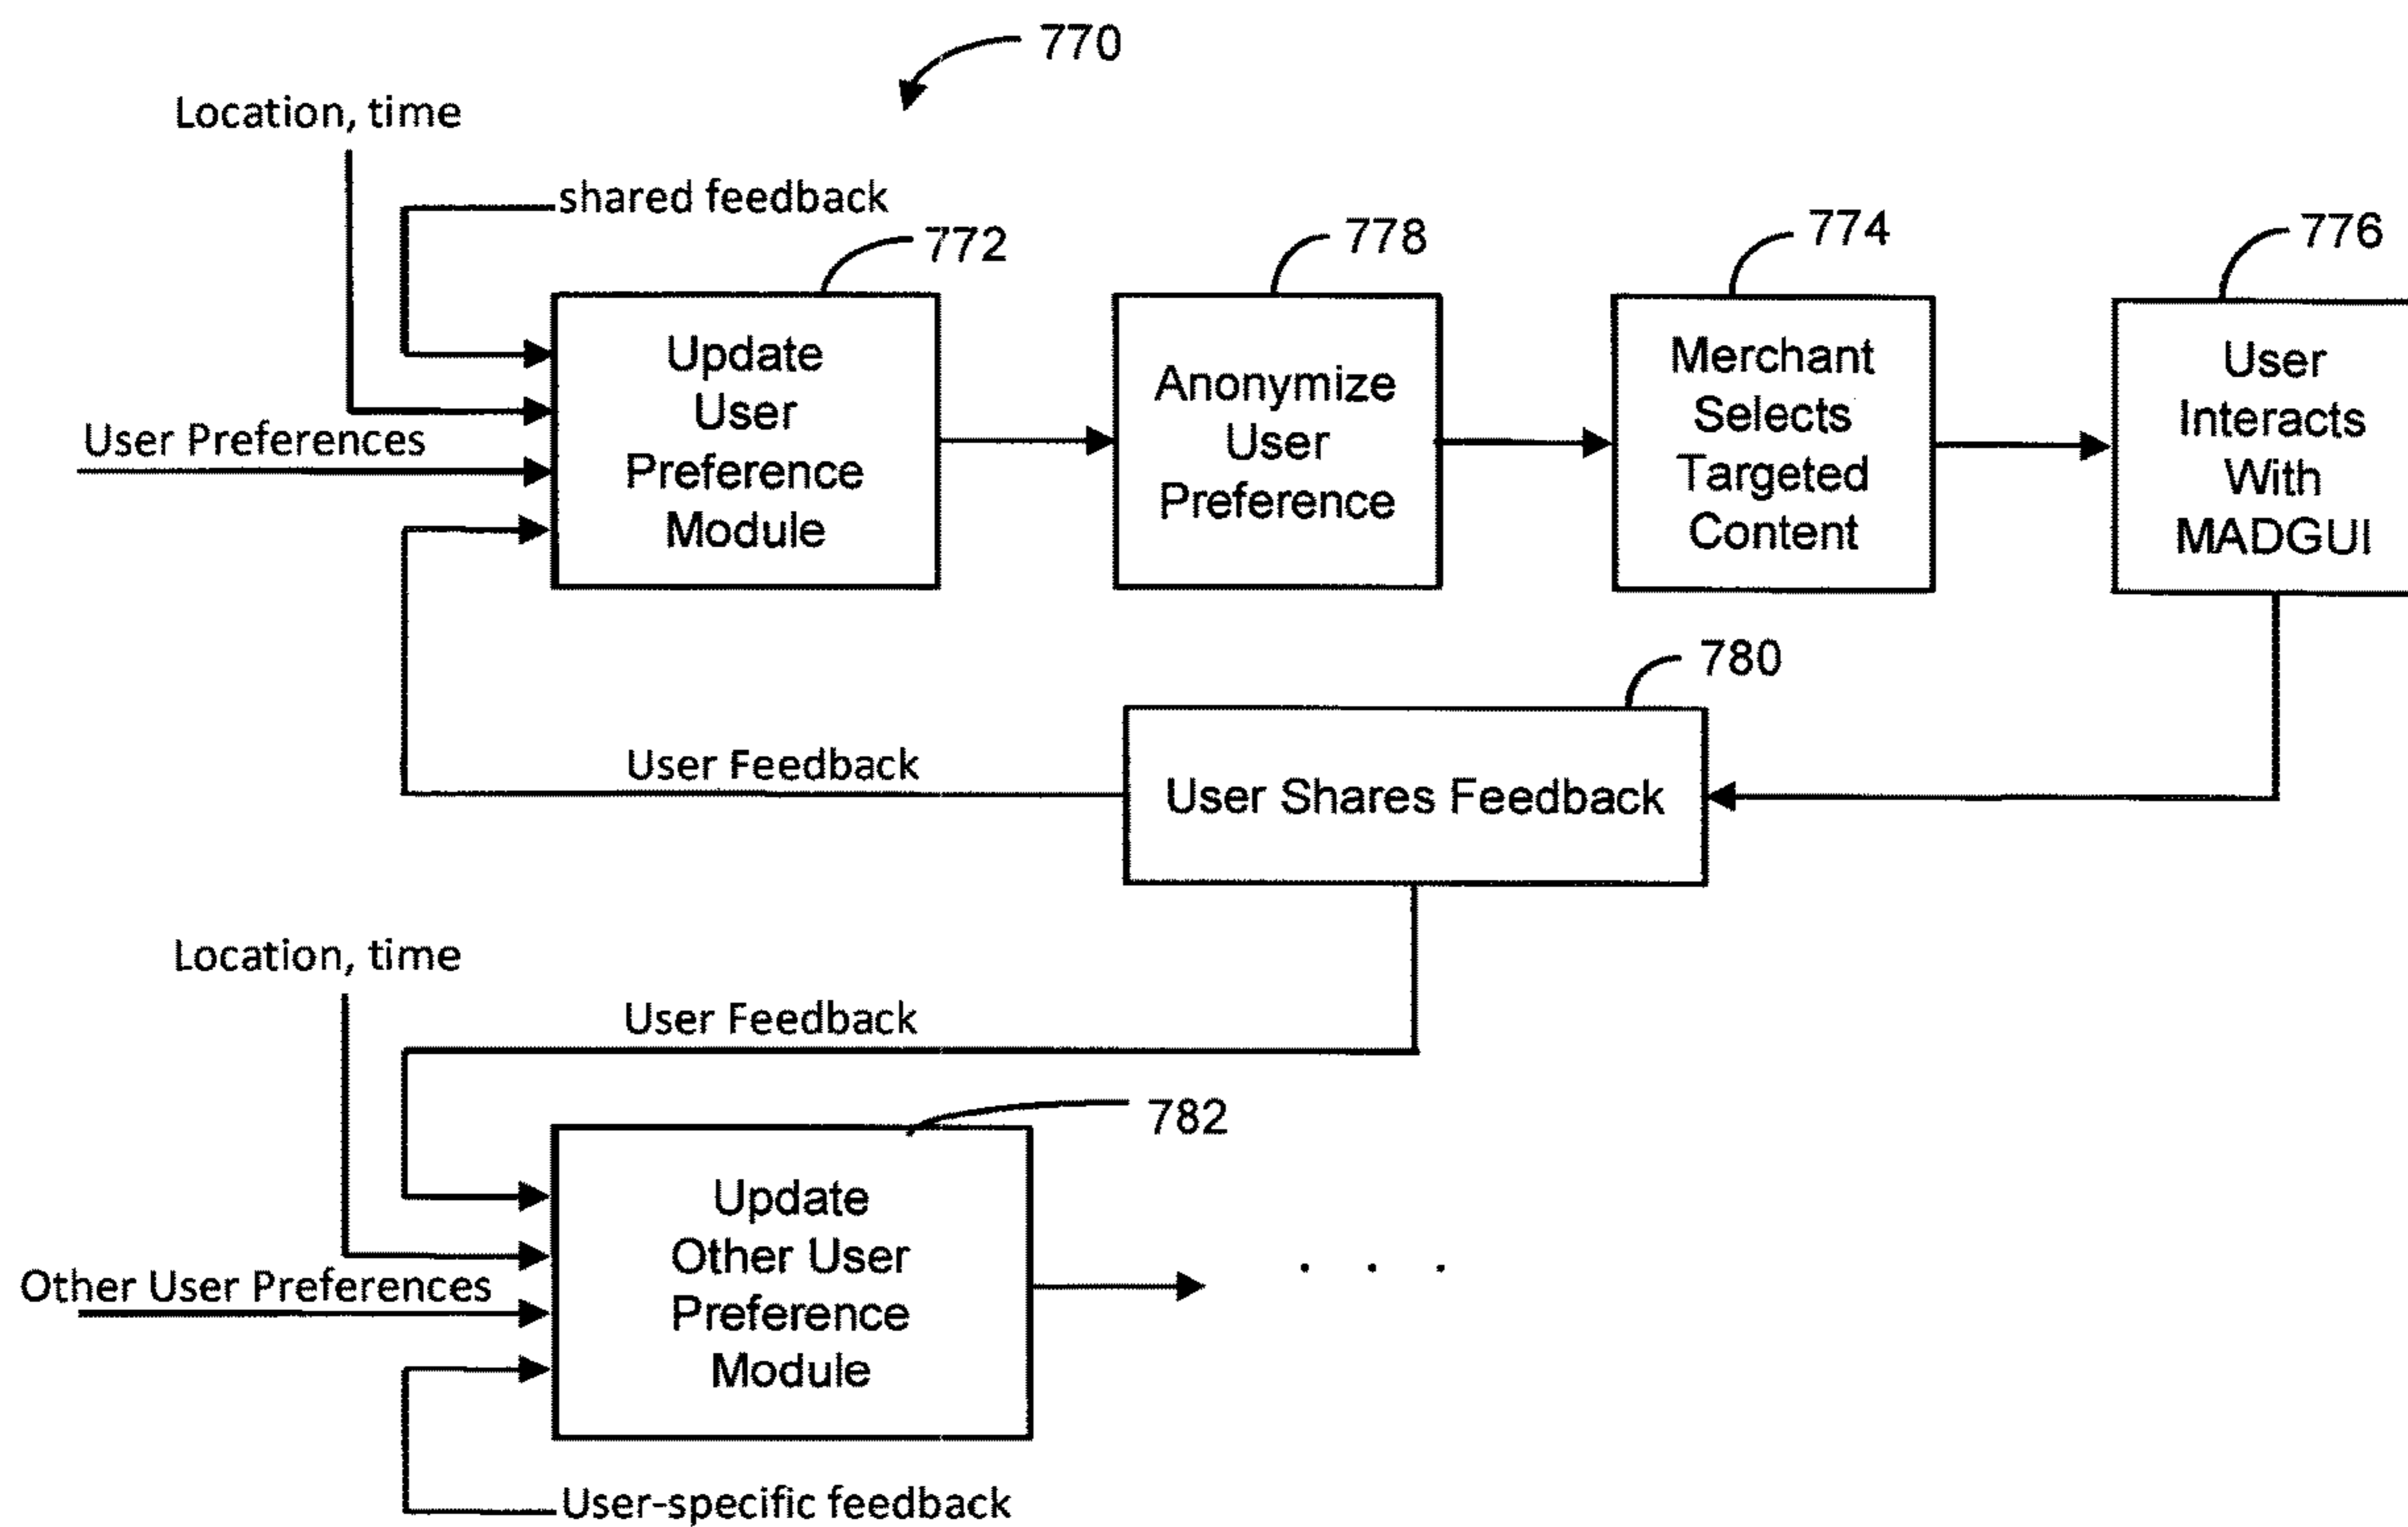 770
Location, time
shared feedback
772
778
774
776
User Preferences
Update
User
Preference
Module
Anonymize
User
Preference
Merchant
Selects
Targeted
Content
User
Interacts
With
MADGUI
780
User Feedback
User Shares Feedback
Location, time
User Feedback
782
Other User Preferences
Update
Other User
Preference
Module
. . .
User-specific feedback